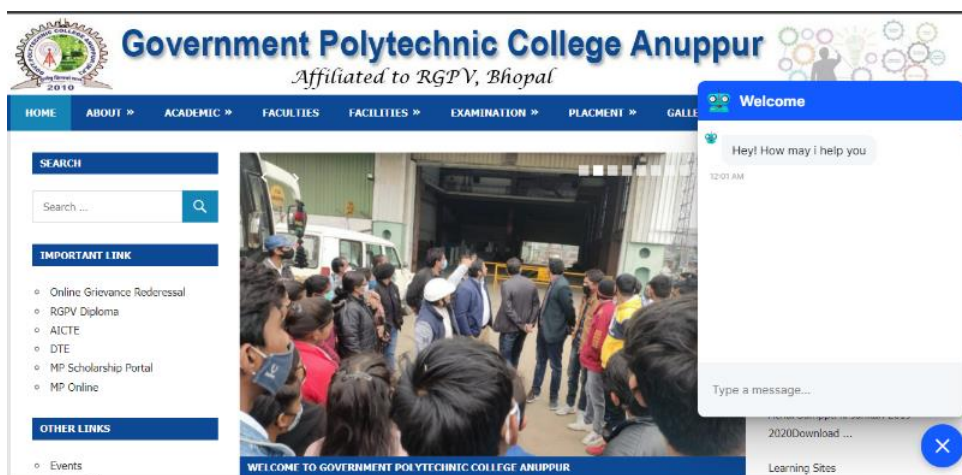 Government Polytechnic College Anuppur
Affiliated to RGPV, Bhopal
2010
HOME ABOUT » ACADEMIC » FACULTIES FACILITIES » EXAMINATION » PLACMENT » GALLE
SEARCH
Search ...
IMPORTANT LINK
Online Grievance Rederessal
RGPV Diploma
AICTE
DTE
MP Scholarship Portal
MP Online
OTHER LINKS
Events
WELCOME TO GOVERNMENT POLYTECHNIC COLLEGE ANUPPUR
Welcome
Hey! How may i help you
12:01 AM
Type a message...
2020Download ...
Learning Sites